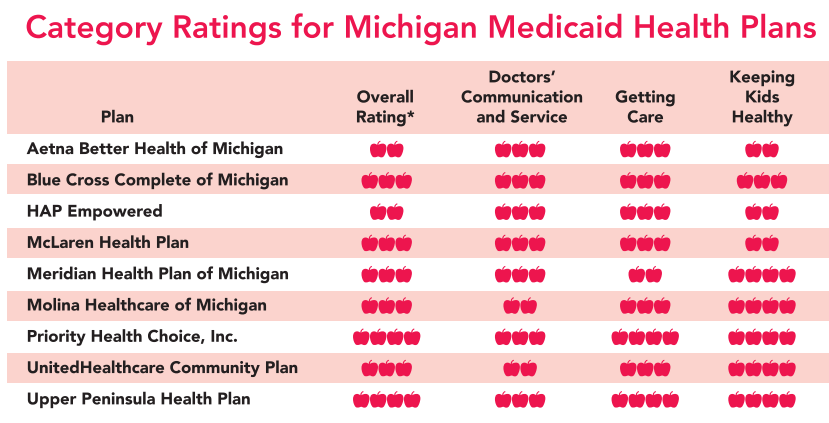 Category Ratings for Michigan Medicaid Health Plans
Plan
Overall
Rating*
Doctors'
Communication
and Service
Getting
Care
Keeping
Kids
Healthy
Aetna Better Health of Michigan
Blue Cross Complete of Michigan
HAP Empowered
McLaren Health Plan
Meridian Health Plan of Michigan
Molina Healthcare of Michigan
Priority Health Choice, Inc.
UnitedHealthcare Community Plan
Upper Peninsula Health Plan